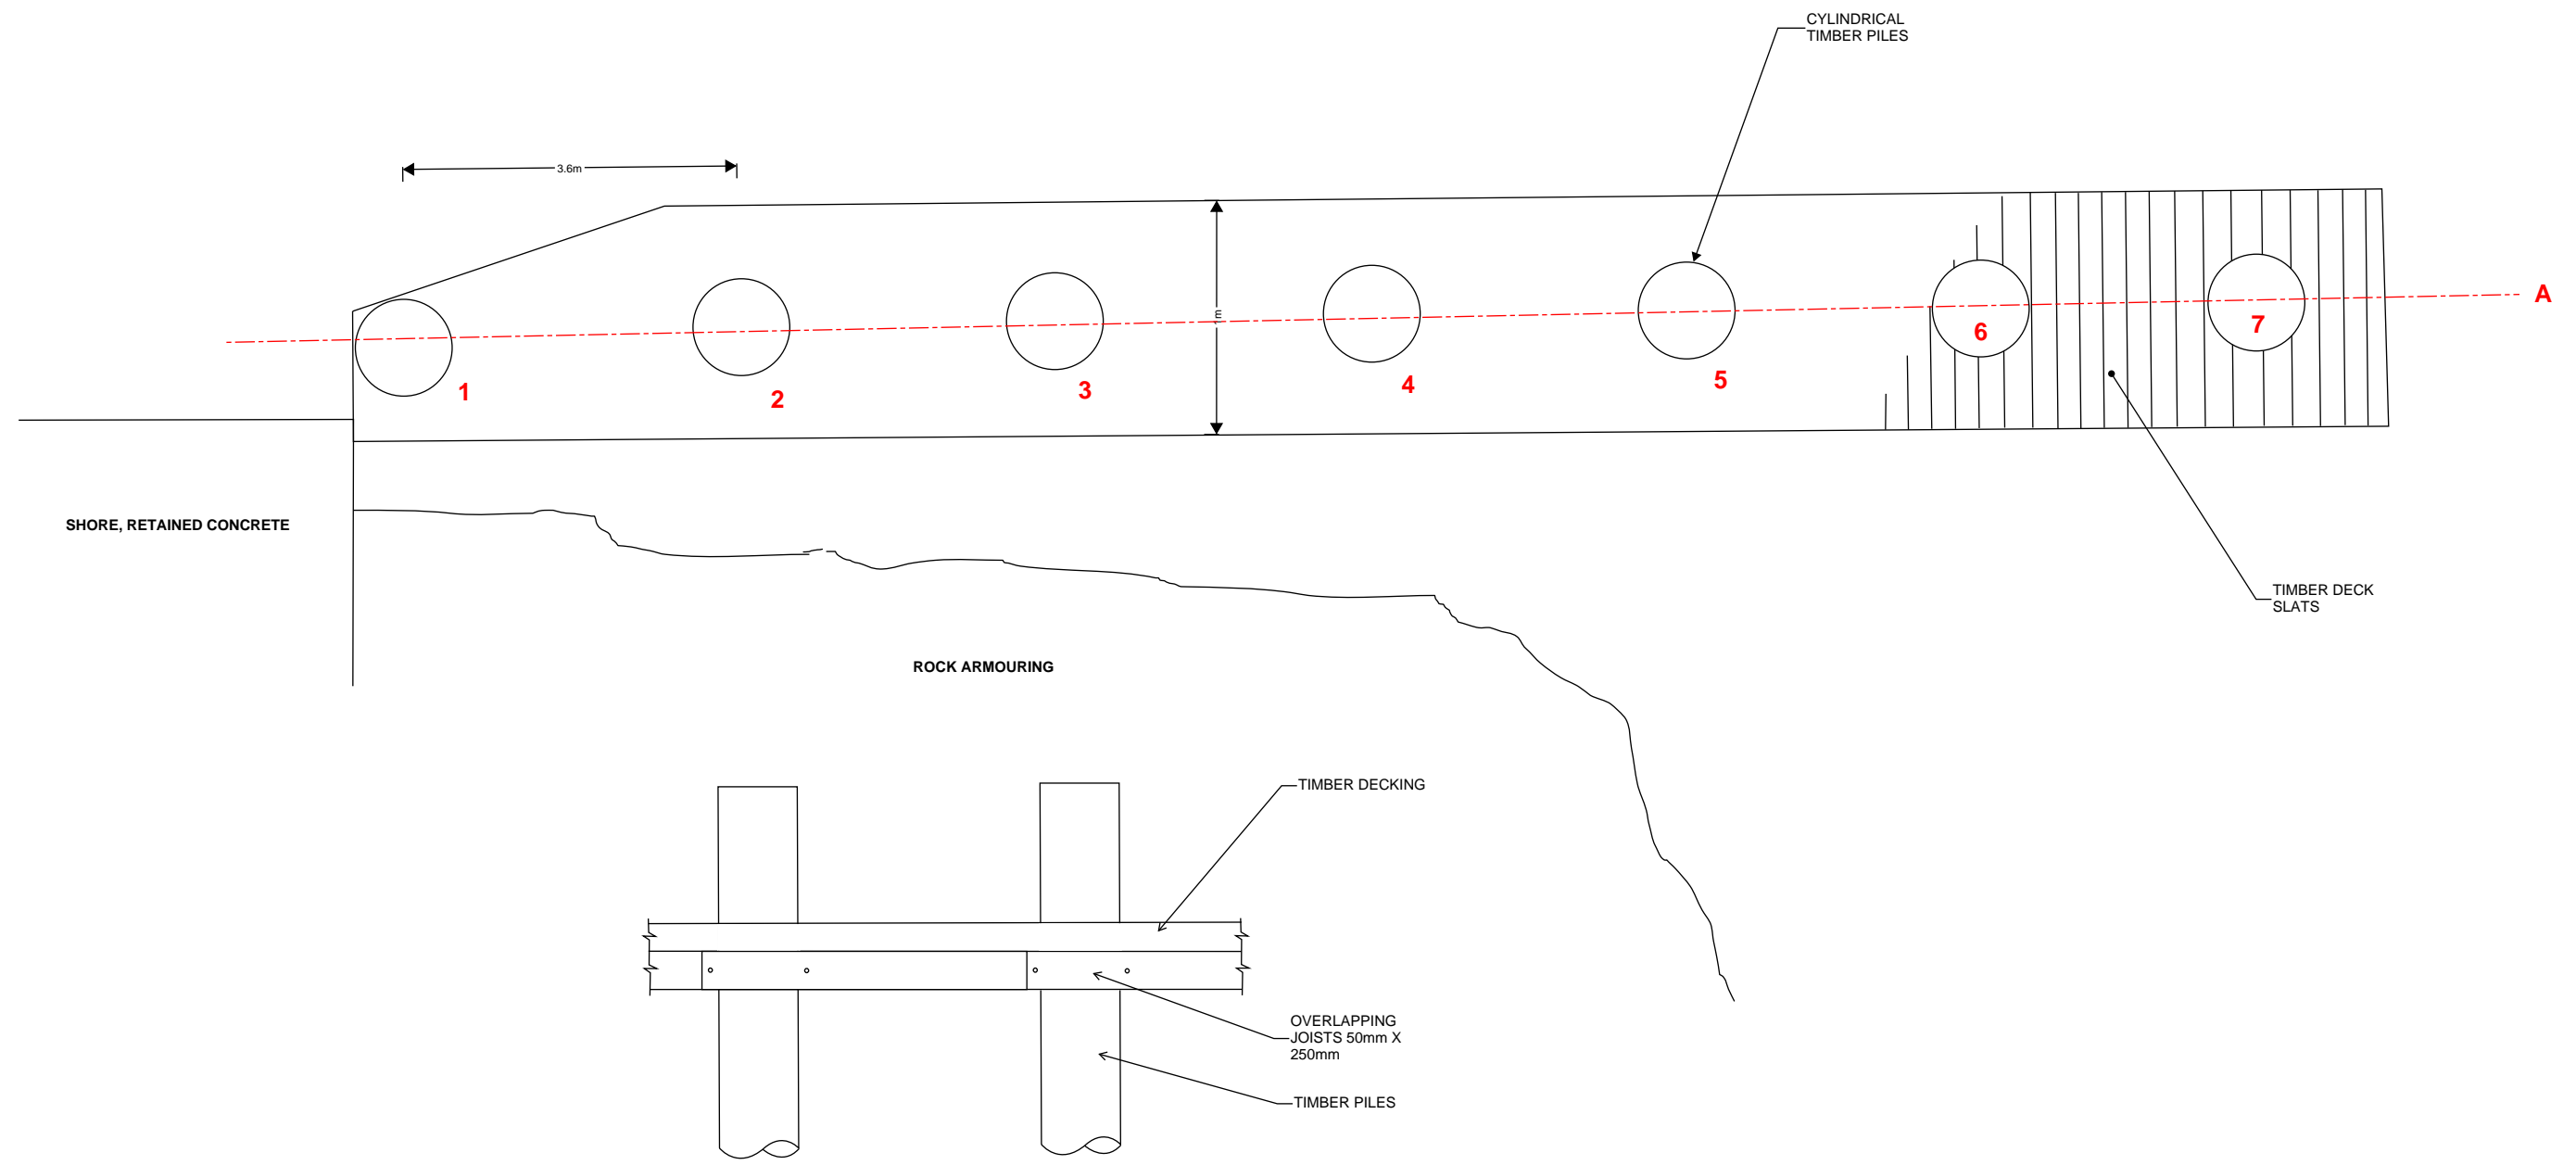 CYLINDRICAL
TIMBER PILES
3.6m
A
1
2
3
4
5
6
7
SHORE, RETAINED CONCRETE
TIMBER DECK
SLATS
ROCK ARMOURING
TIMBER DECKING
OVERLAPPING
JOISTS 50mm X
250mm
TIMBER PILES